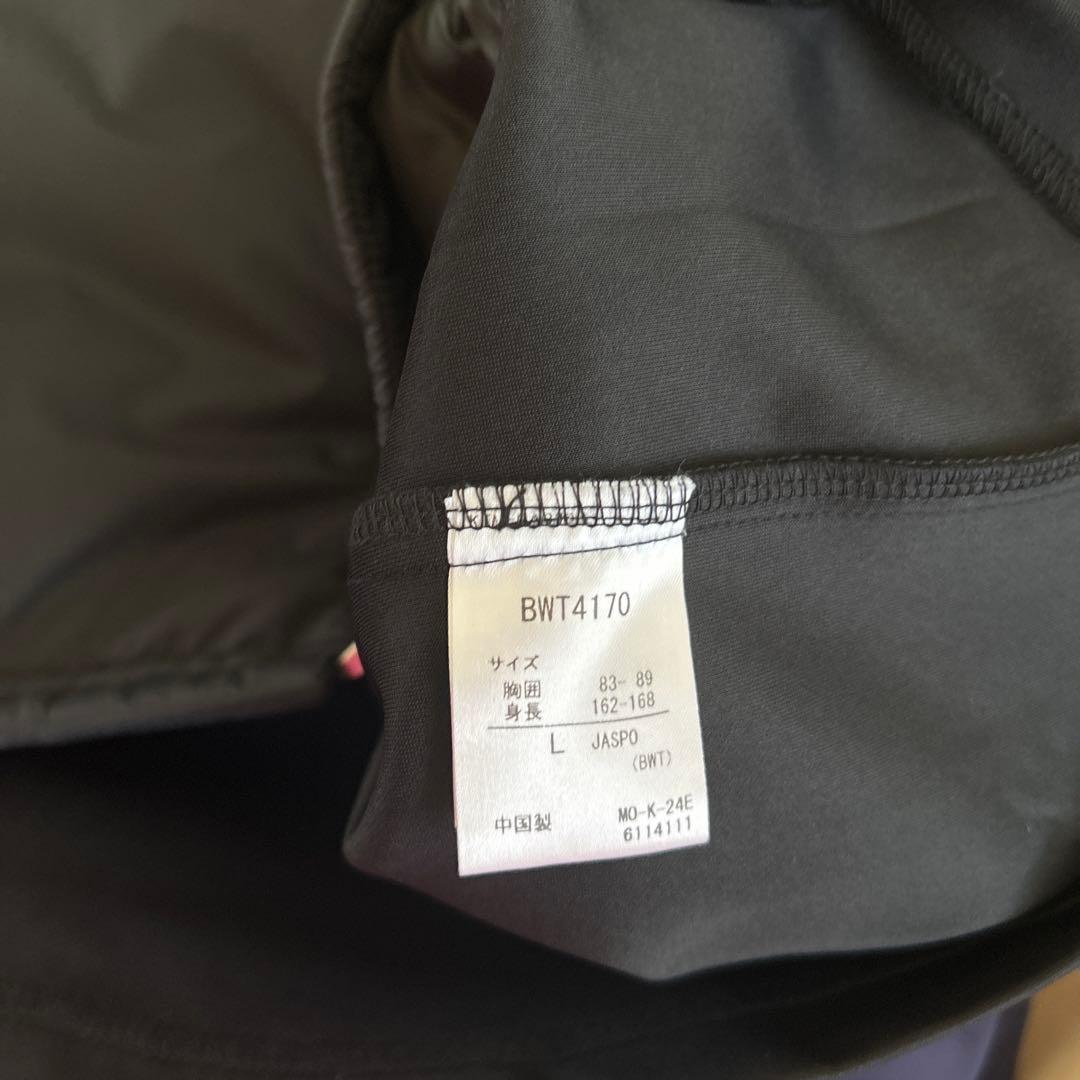 BWT4170
サイズ
胸囲 83- 89
身長 162-168
L JASPO
(BWT)
中国製 MO-K-24E
6114111